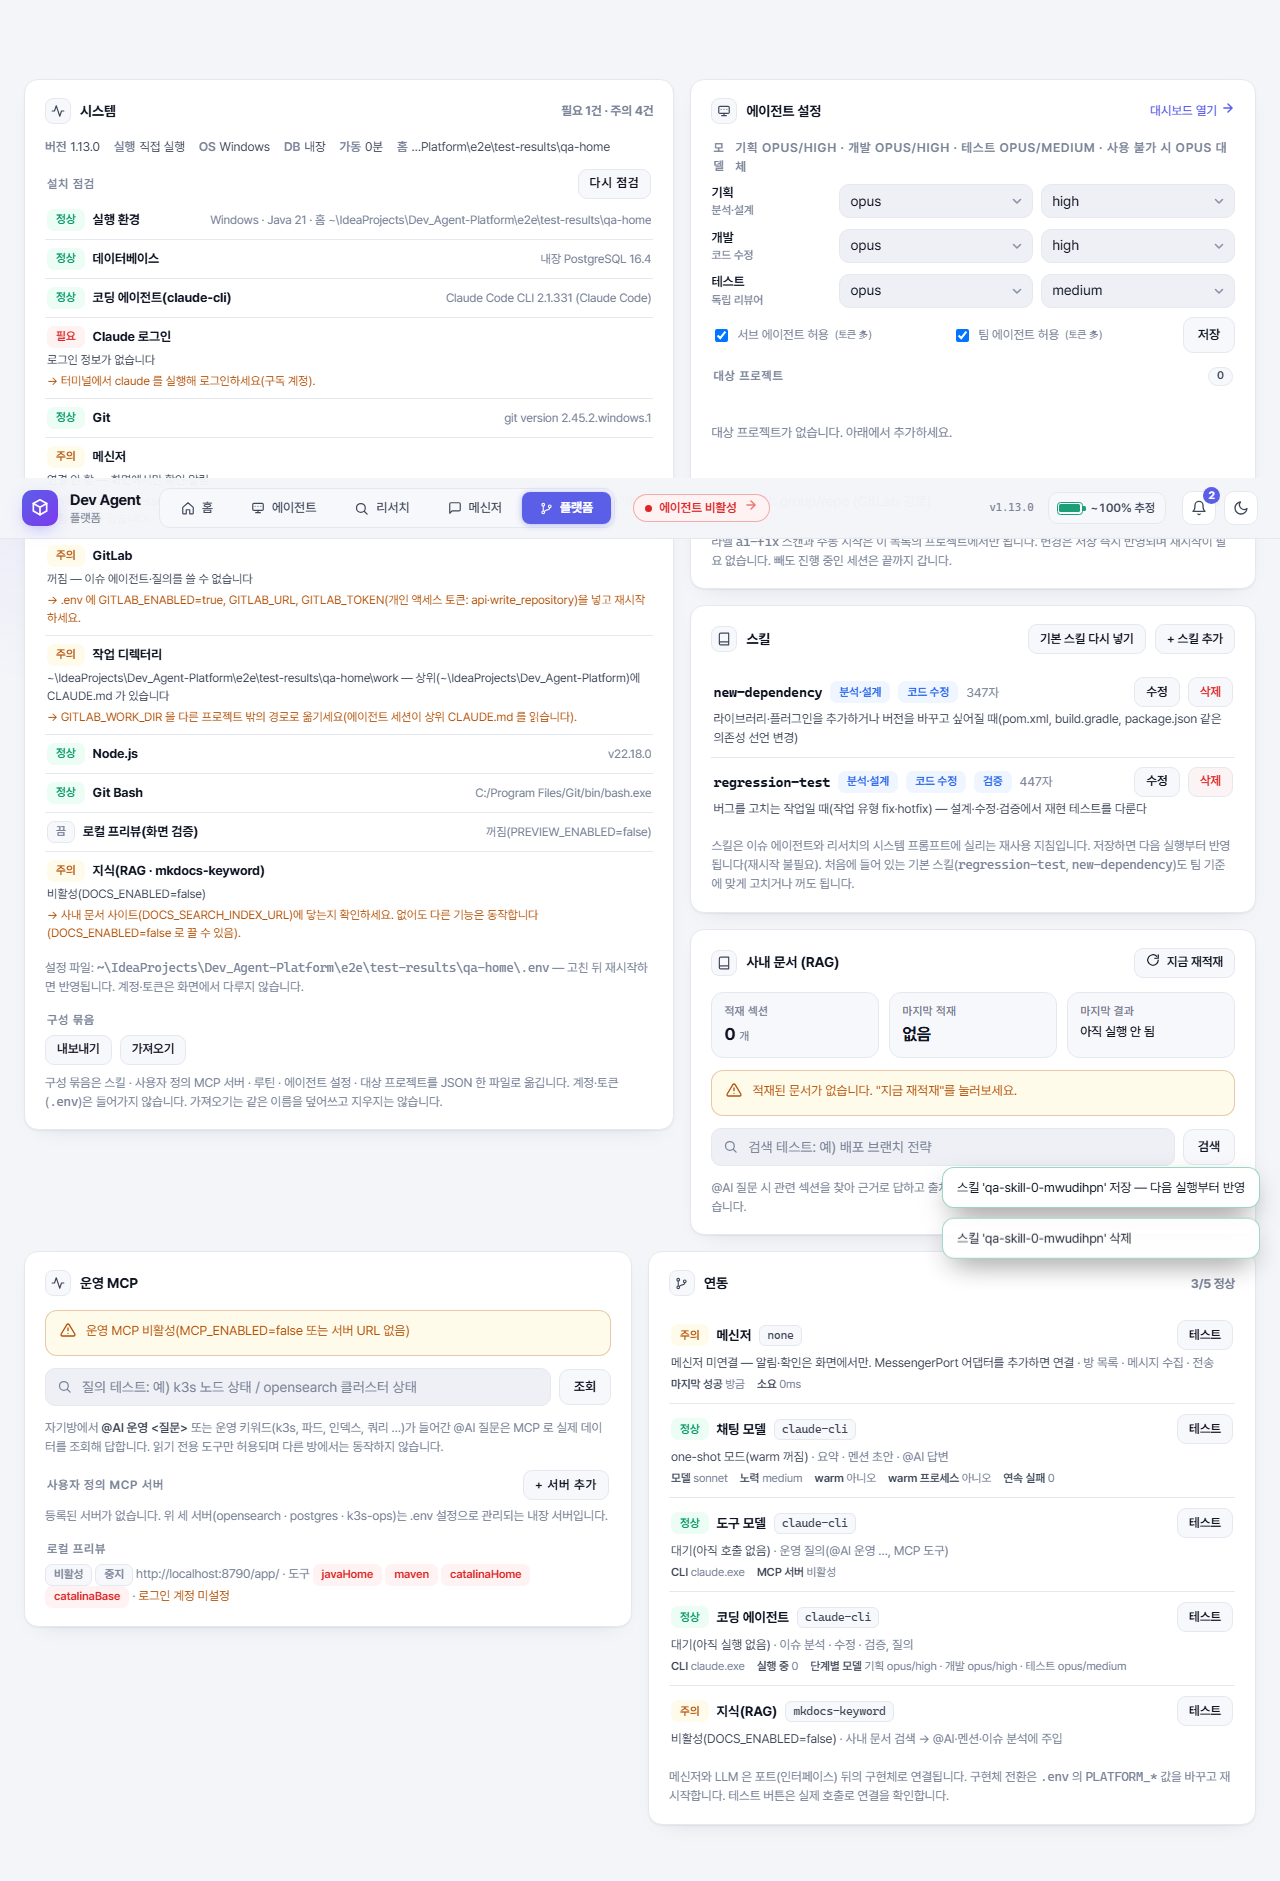 시스템
필요 1건 · 주의 4건
버전 1.13.0 실행 직접 실행 OS Windows DB 내장 가동 0분 홈 ...Platform\e2e\test-results\qa-home
설치 점검
다시 점검
정상 실행 환경 Windows · Java 21 · 홈 ~\IdeaProjects\Dev_Agent-Platform\e2e\test-results\qa-home
정상 데이터베이스 내장 PostgreSQL 16.4
정상 코딩 에이전트(claude-cli) Claude Code CLI 2.1.331 (Claude Code)
필요 Claude 로그인
로그인 정보가 없습니다
→ 터미널에서 claude 를 실행해 로그인하세요(구독 계정).
정상 Git git version 2.45.2.windows.1
주의 메신저
에이전트 설정
대시보드 열기 →
모델 기획 OPUS/HIGH · 개발 OPUS/HIGH · 테스트 OPUS/MEDIUM · 사용 불가 시 OPUS 대체
기획 opus high
분석·설계
개발 opus high
코드 수정
테스트 opus medium
독립 리뷰어
서브 에이전트 허용 (토큰 多) 팀 에이전트 허용 (토큰 多) 저장
대상 프로젝트 0
대상 프로젝트가 없습니다. 아래에서 추가하세요.
Dev Agent
플랫폼
홈 에이전트 리서치 메신저 플랫폼
에이전트 비활성 →
v1.13.0
~100% 추정
2
주의 GitLab
꺼짐 — 이슈 에이전트·질의를 쓸 수 없습니다
→ .env 에 GITLAB_ENABLED=true, GITLAB_URL, GITLAB_TOKEN(개인 액세스 토큰: api·write_repository)을 넣고 재시작
하세요.
주의 작업 디렉터리
~\IdeaProjects\Dev_Agent-Platform\e2e\test-results\qa-home\work — 상위(~\IdeaProjects\Dev_Agent-Platform)에
CLAUDE.md 가 있습니다
→ GITLAB_WORK_DIR 을 다른 프로젝트 밖의 경로로 옮기세요(에이전트 세션이 상위 CLAUDE.md 를 읽습니다).
정상 Node.js v22.18.0
정상 Git Bash C:/Program Files/Git/bin/bash.exe
끔 로컬 프리뷰(화면 검증) 꺼짐(PREVIEW_ENABLED=false)
주의 지식(RAG · mkdocs-keyword)
비활성(DOCS_ENABLED=false)
→ 사내 문서 사이트(DOCS_SEARCH_INDEX_URL)에 닿는지 확인하세요. 없어도 다른 기능은 동작합니다
(DOCS_ENABLED=false 로 끌 수 있음).
설정 파일: ~\IdeaProjects\Dev_Agent-Platform\e2e\test-results\qa-home\.env — 고친 뒤 재시작하
면 반영됩니다. 계정·토큰은 화면에서 다루지 않습니다.
구성 묶음
내보내기 가져오기
구성 묶음은 스킬 · 사용자 정의 MCP 서버 · 루틴 · 에이전트 설정 · 대상 프로젝트를 JSON 한 파일로 옮깁니다. 계정·토큰
(.env)은 들어가지 않습니다. 가져오기는 같은 이름을 덮어쓰고 지우지는 않습니다.
라벨 ai-fix 스캔과 수동 시작은 이 목록의 프로젝트에서만 됩니다. 변경은 저장 즉시 반영되며 재시작이 필
요 없습니다. 빼도 진행 중인 세션은 끝까지 갑니다.
스킬
기본 스킬 다시 넣기 + 스킬 추가
new-dependency 분석·설계 코드 수정 347자 수정 삭제
라이브러리·플러그인을 추가하거나 버전을 바꾸고 싶어질 때(pom.xml, build.gradle, package.json 같은
의존성 선언 변경)
regression-test 분석·설계 코드 수정 검증 447자 수정 삭제
버그를 고치는 작업일 때(작업 유형 fix·hotfix) — 설계·수정·검증에서 재현 테스트를 다룬다
스킬은 이슈 에이전트와 리서치의 시스템 프롬프트에 실리는 재사용 지침입니다. 저장하면 다음 실행부터 반영
됩니다(재시작 불필요). 처음에 들어 있는 기본 스킬(regression-test, new-dependency)도 팀 기준
에 맞게 고치거나 꺼도 됩니다.
사내 문서 (RAG)
지금 재적재
적재 섹션 마지막 적재 마지막 결과
0 개 없음 아직 실행 안 됨
적재된 문서가 없습니다. "지금 재적재"를 눌러보세요.
검색 테스트: 예) 배포 브랜치 전략 검색
@AI 질문 시 관련 섹션을 찾아 근거로 답하고 출처
습니다.
스킬 'qa-skill-0-mwudihpn' 저장 — 다음 실행부터 반영
스킬 'qa-skill-0-mwudihpn' 삭제
운영 MCP
운영 MCP 비활성(MCP_ENABLED=false 또는 서버 URL 없음)
질의 테스트: 예) k3s 노드 상태 / opensearch 클러스터 상태 조회
자기방에서 @AI 운영 <질문> 또는 운영 키워드(k3s, 파드, 인덱스, 쿼리 …)가 들어간 @AI 질문은 MCP 로 실제 데이
터를 조회해 답합니다. 읽기 전용 도구만 허용되며 다른 방에서는 동작하지 않습니다.
사용자 정의 MCP 서버
+ 서버 추가
등록된 서버가 없습니다. 위 세 서버(opensearch · postgres · k3s-ops)는 .env 설정으로 관리되는 내장 서버입니다.
로컬 프리뷰
비활성 중지 http://localhost:8790/app/ · 도구 javaHome maven catalinaHome
catalinaBase · 로그인 계정 미설정
연동
3/5 정상
주의 메신저 none 테스트
메신저 미연결 — 알림·확인은 화면에서만. MessengerPort 어댑터를 추가하면 연결 · 방 목록 · 메시지 수집 · 전송
마지막 성공 방금 소요 0ms
정상 채팅 모델 claude-cli 테스트
one-shot 모드(warm 꺼짐) · 요약 · 멘션 초안 · @AI 답변
모델 sonnet 노력 medium warm 아니오 warm 프로세스 아니오 연속 실패 0
정상 도구 모델 claude-cli 테스트
대기(아직 호출 없음) · 운영 질의(@AI 운영 …, MCP 도구)
CLI claude.exe MCP 서버 비활성
정상 코딩 에이전트 claude-cli 테스트
대기(아직 실행 없음) · 이슈 분석 · 수정 · 검증, 질의
CLI claude.exe 실행 중 0 단계별 모델 기획 opus/high · 개발 opus/high · 테스트 opus/medium
주의 지식(RAG) mkdocs-keyword 테스트
비활성(DOCS_ENABLED=false) · 사내 문서 검색 → @AI·멘션·이슈 분석에 주입
메신저와 LLM 은 포트(인터페이스) 뒤의 구현체로 연결됩니다. 구현체 전환은 .env 의 PLATFORM_* 값을 바꾸고 재
시작합니다. 테스트 버튼은 실제 호출로 연결을 확인합니다.